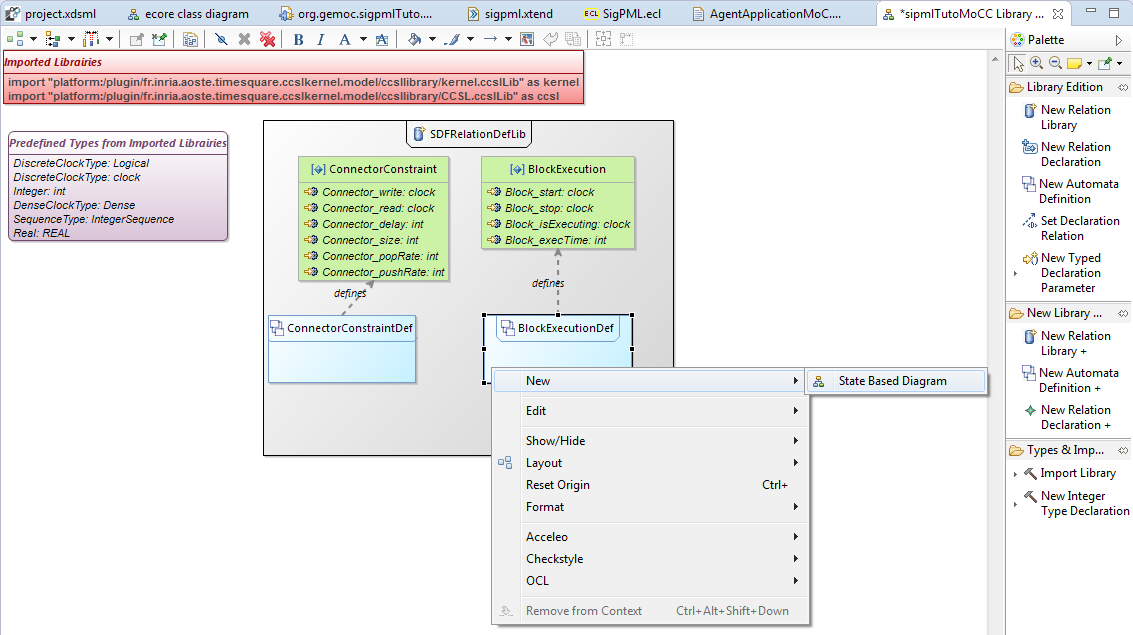 project.xdsml
ecore class diagram
org.gemoc.sigpmlTuto....
sigpml.xtend
ECL SigPML.ecl
AgentApplicationMoC....
*sipmlTutoMoCC Library ...
B I A A
Imported Librairies
import "platform:/plugin/fr.inria.aoste.timesquare.ccslkernel.model/ccsllibrary/kernel.ccslLib" as kernel
import "platform:/plugin/fr.inria.aoste.timesquare.ccslkernel.model/ccsllibrary/CCSL.ccslLib" as ccsl
Predefined Types from Imported Librairies
DiscreteClockType: Logical
DiscreteClockType: clock
Integer: int
DenseClockType: Dense
SequenceType: IntegerSequence
Real: REAL
SDFRelationDefLib
ConnectorConstraint
Connector_write: clock
Connector_read: clock
Connector_delay: int
Connector_size: int
Connector_popRate: int
Connector_pushRate: int
defines
ConnectorConstraintDef
BlockExecution
Block_start: clock
Block_stop: clock
Block_isExecuting: clock
Block_execTime: int
defines
BlockExecutionDef
New
State Based Diagram
Edit
Show/Hide
Layout
Reset Origin Ctrl+
Format
Acceleo
Checkstyle
OCL
Remove from Context Ctrl+Alt+Shift+Down
Palette
Library Edition
New Relation
Library
New Relation
Declaration
New Automata
Definition
Set Declaration
Relation
New Typed
Declaration
Parameter
New Library ...
New Relation
Library +
New Automata
Definition +
New Relation
Declaration +
Types & Imp...
Import Library
New Integer
Type Declaration